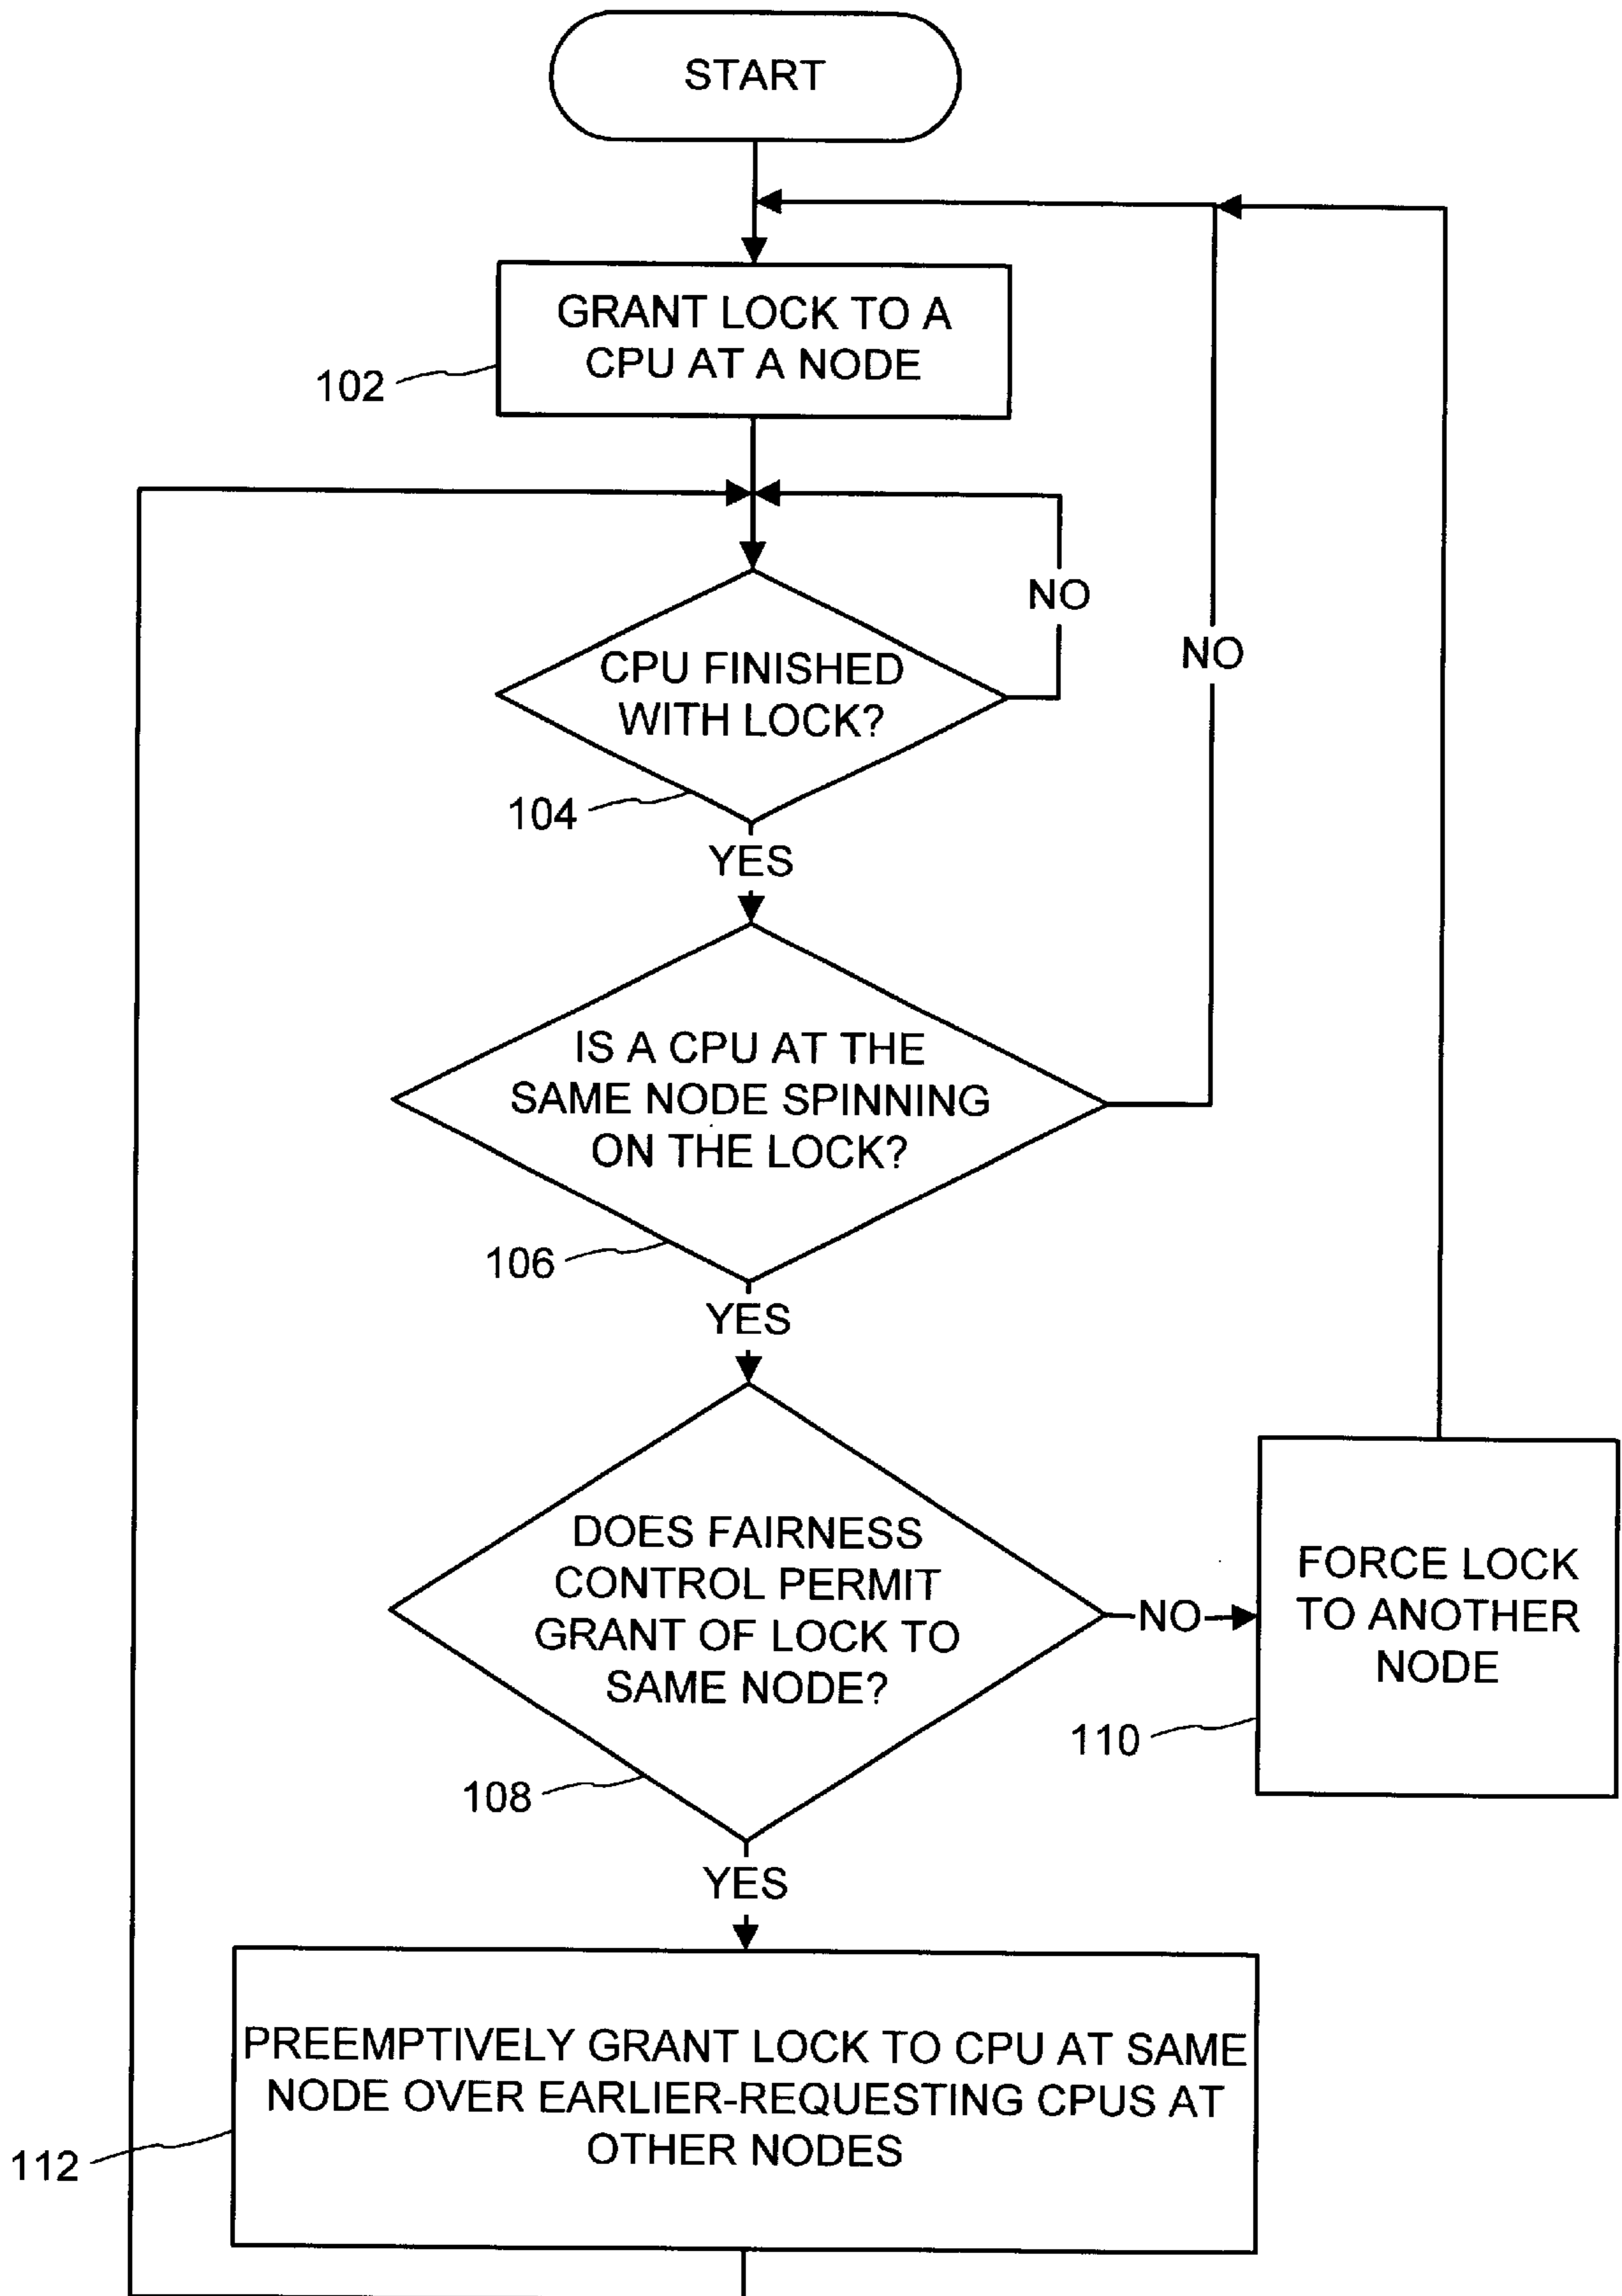 START
GRANT LOCK TO A
CPU AT A NODE
102
NO
CPU FINISHED
WITH LOCK?
NO
104
YES
IS A CPU AT THE
SAME NODE SPINNING
ON THE LOCK?
106
YES
DOES FAIRNESS
CONTROL PERMIT
GRANT OF LOCK TO
SAME NODE?
NO
FORCE LOCK
TO ANOTHER
NODE
110
108
YES
PREEMPTIVELY GRANT LOCK TO CPU AT SAME
NODE OVER EARLIER-REQUESTING CPUS AT
OTHER NODES
112